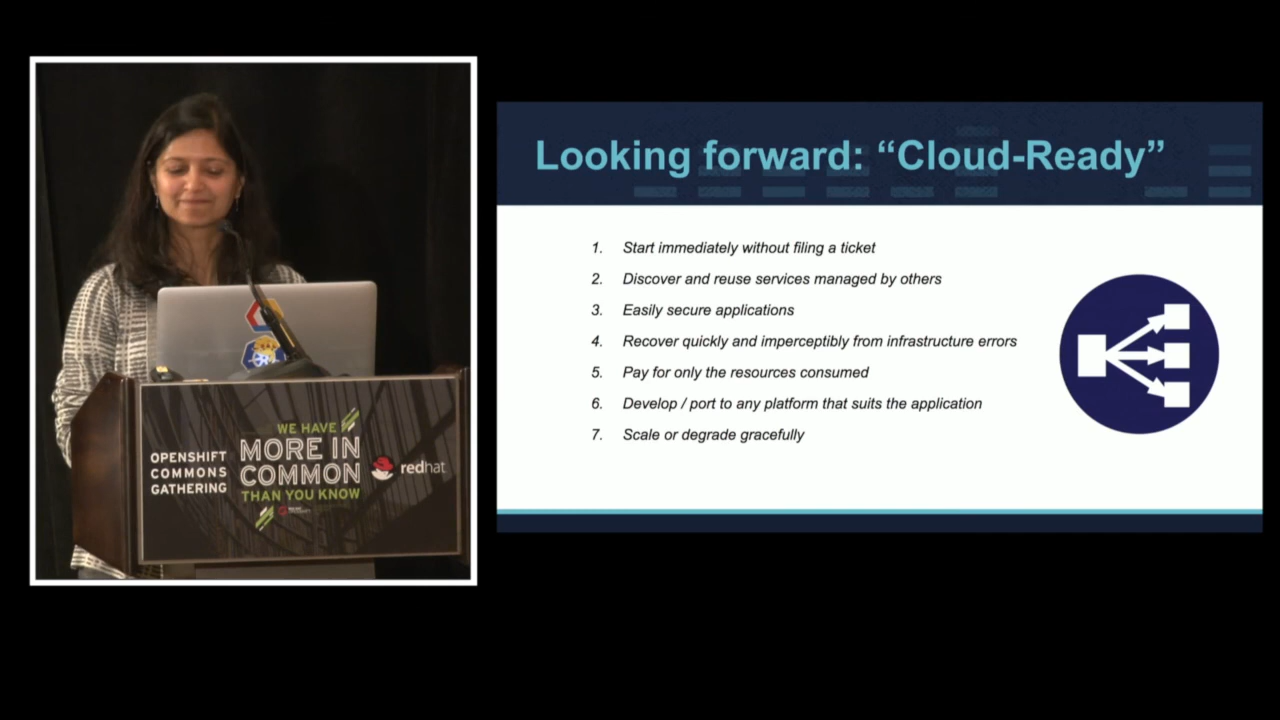 Looking forward: “Cloud-Ready”
1. Start immediately without filing a ticket
2. Discover and reuse services managed by others
3. Easily secure applications
4. Recover quickly and imperceptibly from infrastructure errors
5. Pay for only the resources consumed
6. Develop / port to any platform that suits the application
7. Scale or degrade gracefully
OPENSHIFT
COMMONS
GATHERING
WE HAVE
MORE IN
COMMON
THAN YOU KNOW
redhat